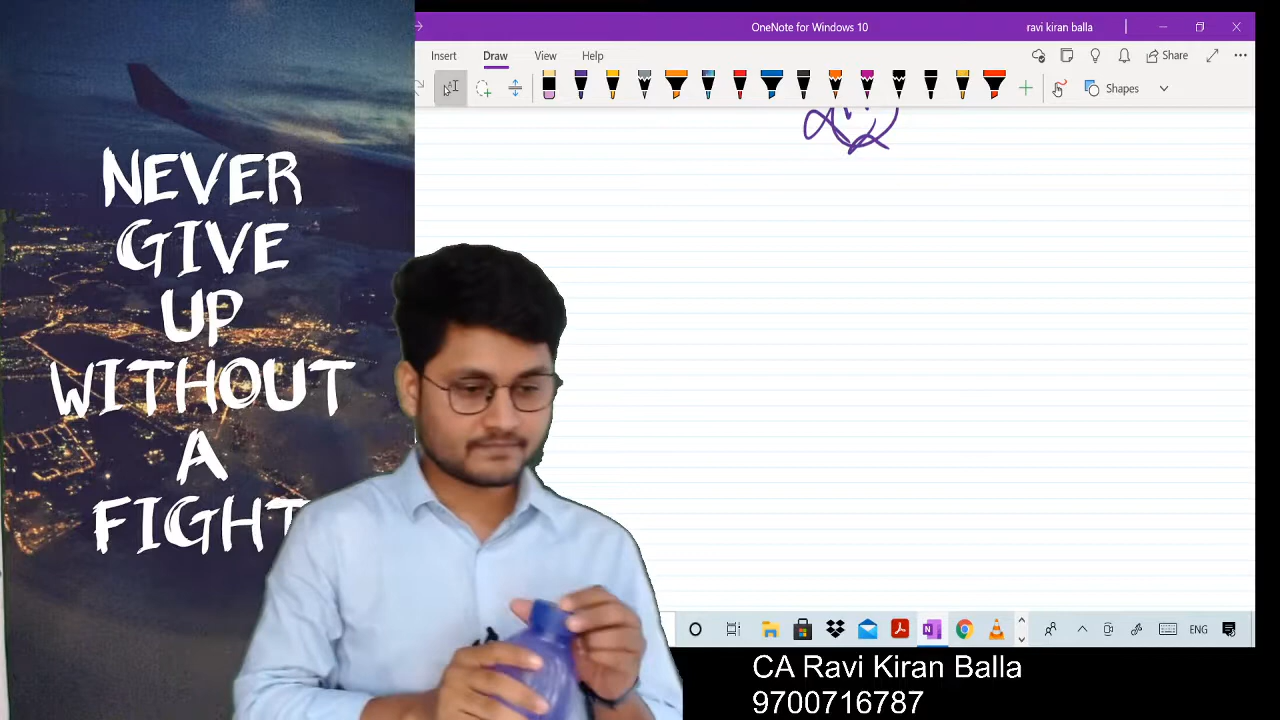 NEVER
GIVE
UP
WITHOUT
A
FIGHT
OneNote for Windows 10
ravi kiran balla
Insert
Draw
View
Help
Share
Shapes
ENG
CA Ravi Kiran Balla
9700716787